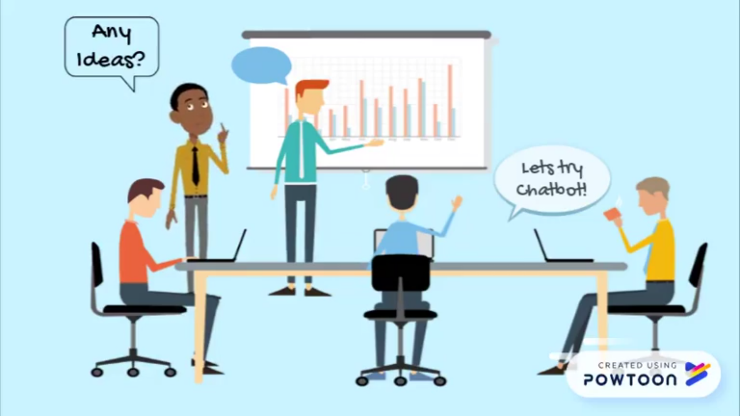 Any
Ideas?
Lets try
Chatbot!
CREATED USING
POWTOON